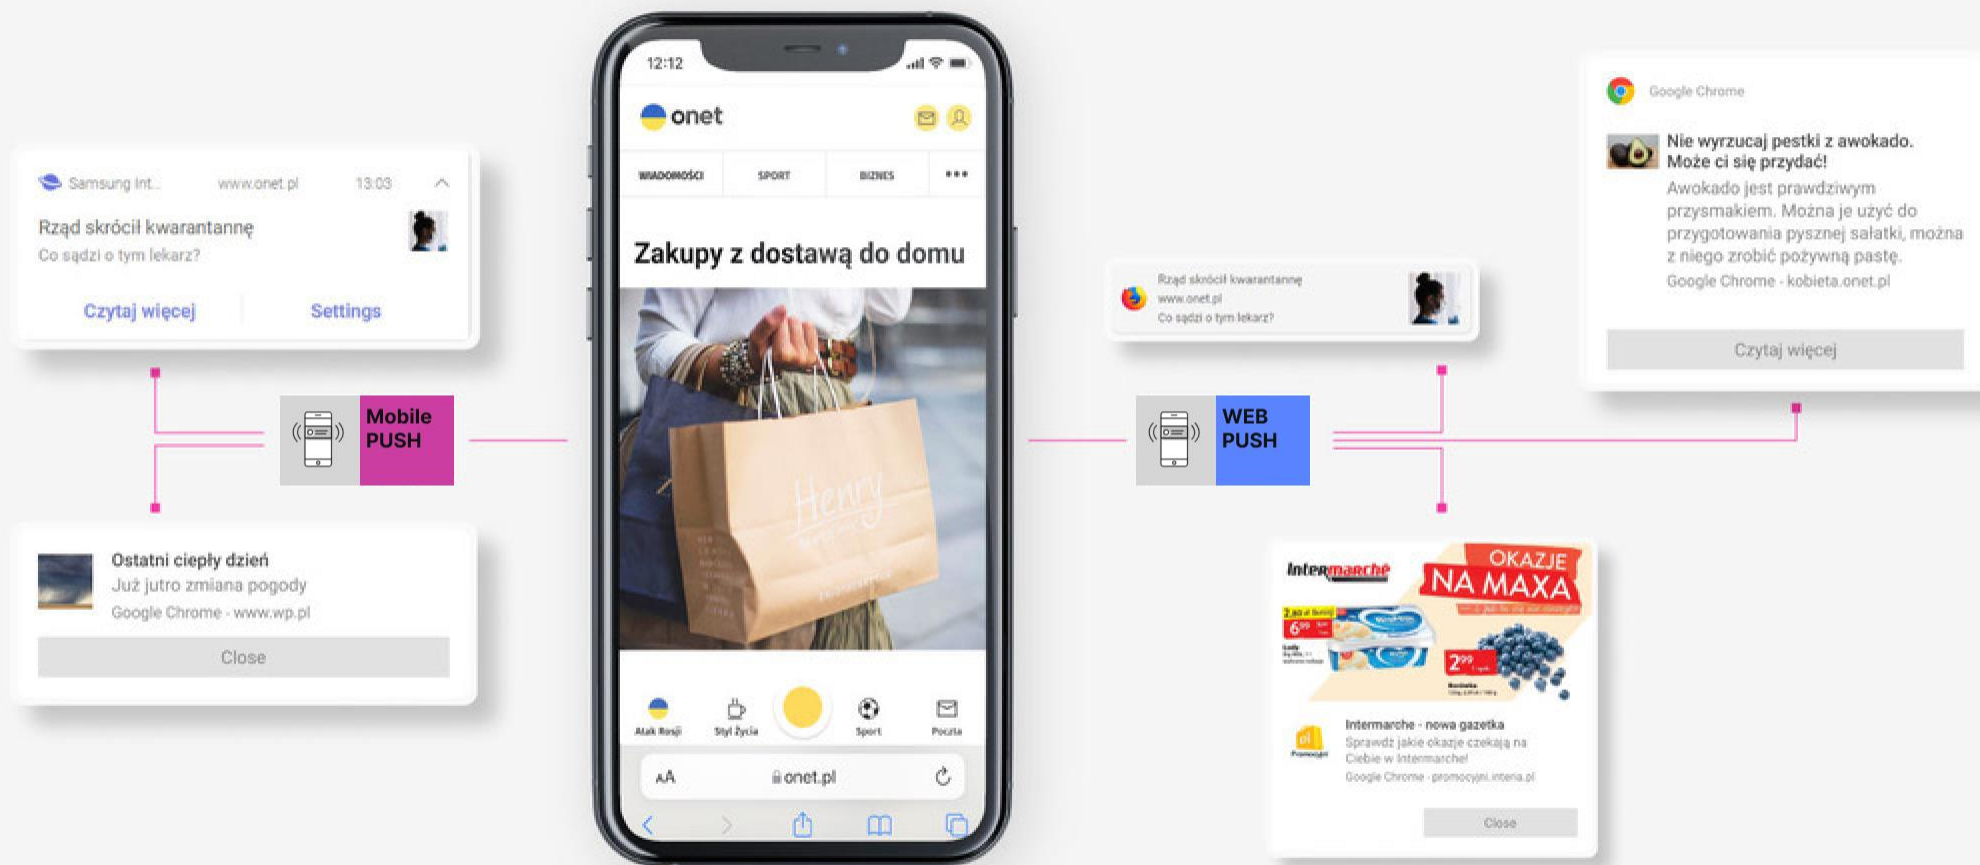 Samsung Int... www.onet.pl 13:03
Rząd skrócił kwarantannę
Co sądzi o tym lekarz?
Czytaj więcej Settings
Mobile
PUSH
Ostatni ciepły dzień
Już jutro zmiana pogody
Google Chrome - www.wp.pl
Close
12:12
onet
WIADOMOŚCI SPORT BIZNES
Zakupy z dostawą do domu
Henry
Atak Rosji Styl Życia Sport Poczta
AA onet.pl
WEB
PUSH
Rząd skrócił kwarantannę
www.onet.pl
Co sądzi o tym lekarz?
Google Chrome
Nie wyrzucaj pestki z awokado.
Może ci się przydać!
Awokado jest prawdziwym
przysmakiem. Można je użyć do
przygotowania pysznej sałatki, można
z niego zrobić pożywną pastę.
Google Chrome - kobieta.onet.pl
Czytaj więcej
Intermarché
OKAZJE
NA MAXA
699
Lody
299
Borówka
pl
Promocyjni
Intermarche - nowa gazetka
Sprawdź jakie okazje czekają na
Ciebie w Intermarche!
Google Chrome - promocyjni.interia.pl
Close